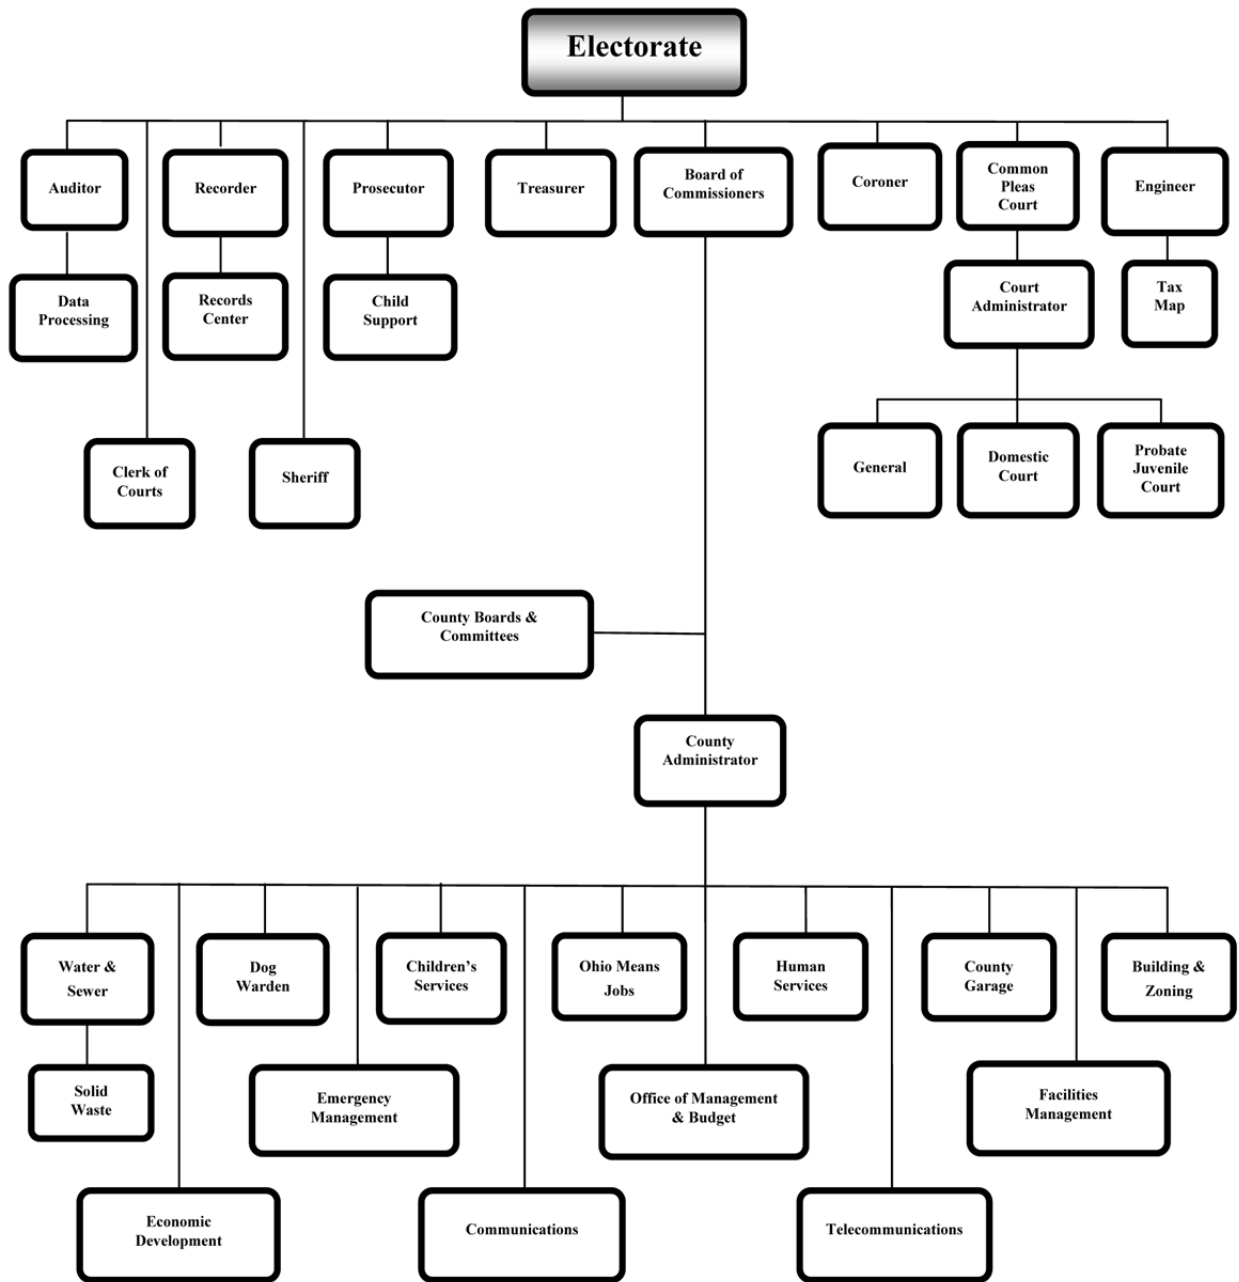 Electorate
Auditor
Recorder
Prosecutor
Treasurer
Board of
Commissioners
Coroner
Common
Pleas
Court
Engineer
Data
Processing
Records
Center
Child
Support
Court
Administrator
Tax
Map
Clerk of
Courts
Sheriff
General
Domestic
Court
Probate
Juvenile
Court
County Boards &
Committees
County
Administrator
Water &
Sewer
Dog
Warden
Children's
Services
Ohio Means
Jobs
Human
Services
County
Garage
Building &
Zoning
Solid
Waste
Emergency
Management
Office of Management
& Budget
Facilities
Management
Economic
Development
Communications
Telecommunications